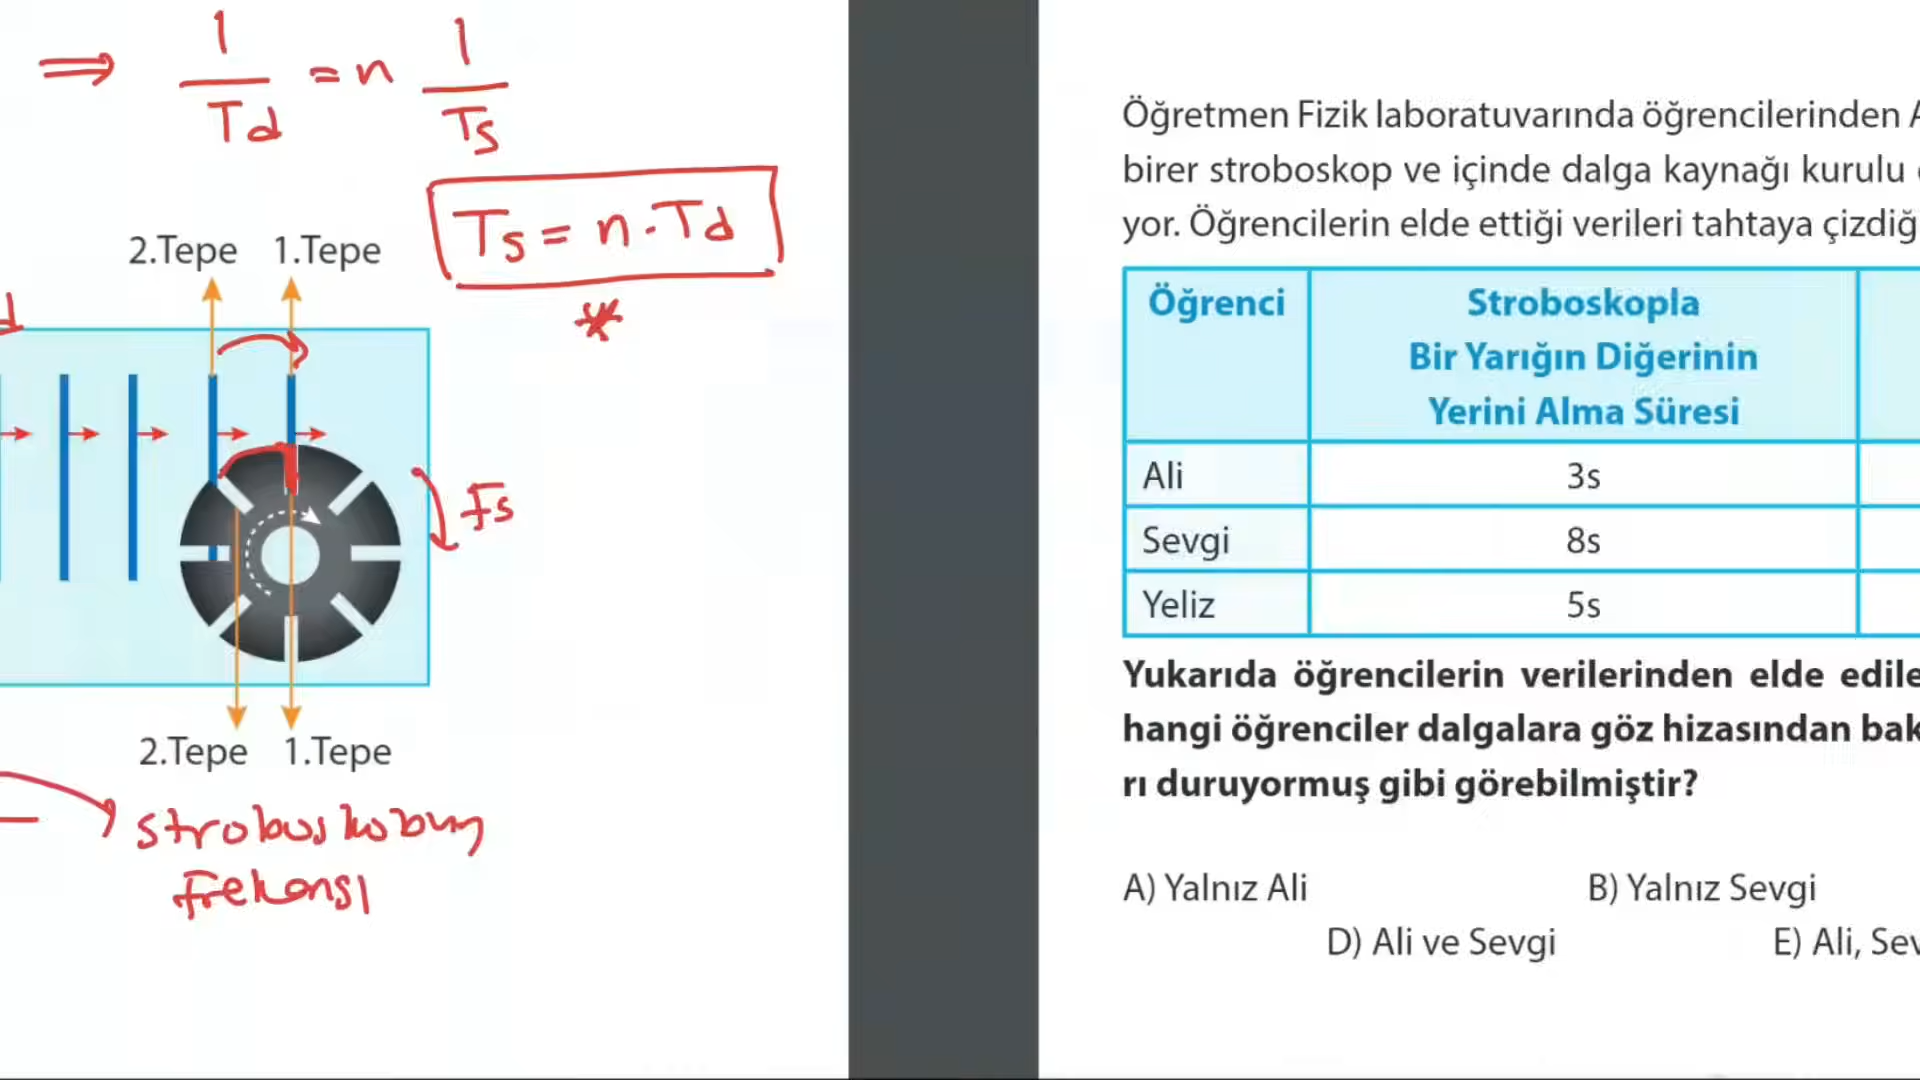 ⇒ 1/Td = n 1/Ts
Ts = n . Td
*
2.Tepe 1.Tepe
d
Fs
2.Tepe 1.Tepe
stroboskobun
frekansı
Öğretmen Fizik laboratuvarında öğrencilerinden A
birer stroboskop ve içinde dalga kaynağı kurulu
yor. Öğrencilerin elde ettiği verileri tahtaya çizdiğ
Öğrenci Stroboskopla
Bir Yarığın Diğerinin
Yerini Alma Süresi
Ali 3s
Sevgi 8s
Yeliz 5s
Yukarıda öğrencilerin verilerinden elde edile
hangi öğrenciler dalgalara göz hizasından bak
rı duruyormuş gibi görebilmiştir?
A) Yalnız Ali B) Yalnız Sevgi
D) Ali ve Sevgi E) Ali, Sev